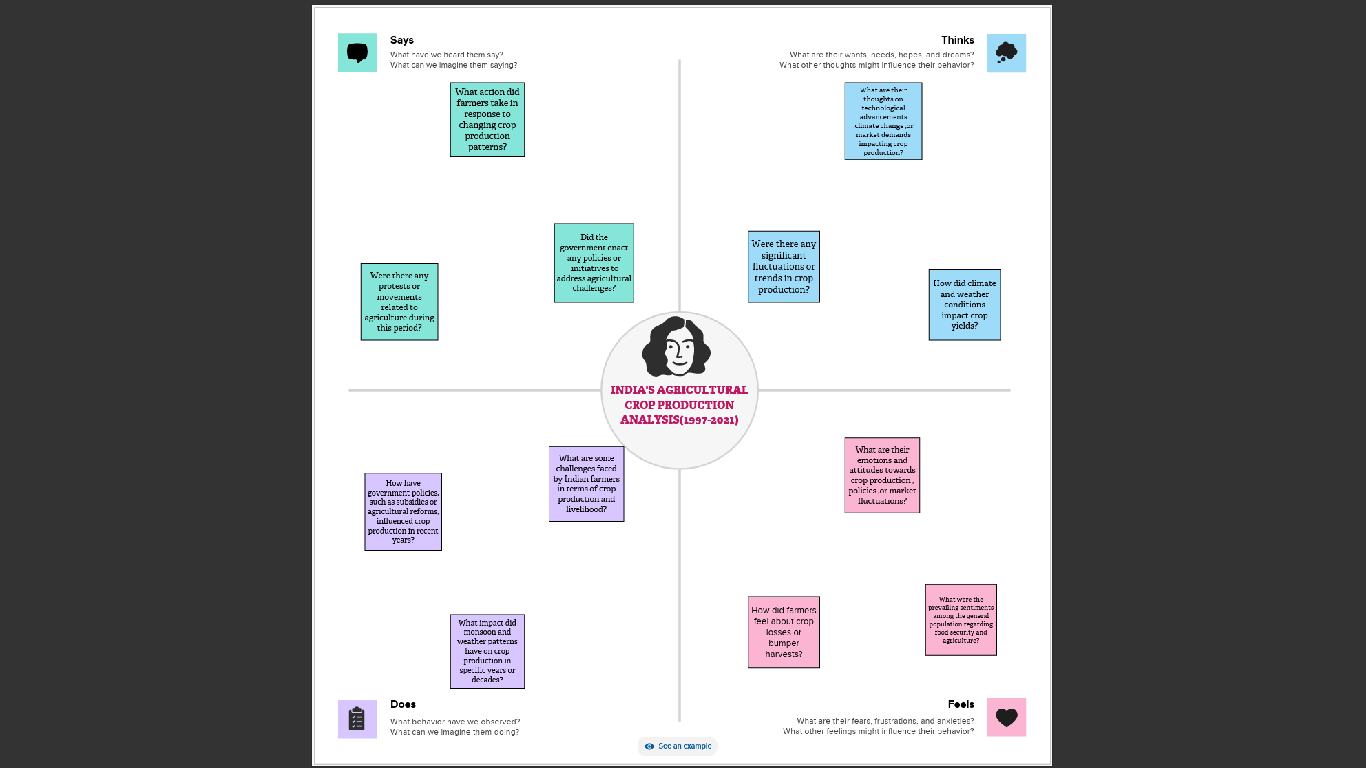 Says
What have we heard them say?
What can we imagine them saying?
Thinks
What are their wants, needs, hopes, and dreams?
What other thoughts might influence their behavior?
What action did
farmers take in
response to
changing crop
production
patterns?
What are their
thoughts on
technological
advancements
climate change,or
market demands
impacting crop
production?
Did the
government enact
any policies or
initiatives to
address agricultural
challenges?
Were there any
protests or
movements
related to
agriculture during
this period?
Were there any
significant
fluctuations or
trends in crop
production?
How did climate
and weather
conditions
impact crop
yields?
INDIA'S AGRICULTURAL
CROP PRODUCTION
ANALYSIS(1997-2021)
What are some
challenges faced
by Indian farmers
in terms of crop
production and
livelihood?
How have
government policies,
such as subsidies or
agricultural reforms,
influenced crop
production in recent
years?
What impact did
monsoon and
weather patterns
have on crop
production in
specific years or
decades?
What are their
emotions and
attitudes towards
crop production ,
policies ,or market
fluctuations?
How did farmers
feel about crop
losses or
bumper
harvests?
What were the
prevailing sentiments
among the general
population regarding
food security and
agriculture?
Does
What behavior have we observed?
What can we imagine them doing?
Feels
What are their fears, frustrations, and anxieties?
What other feelings might influence their behavior?
See an example